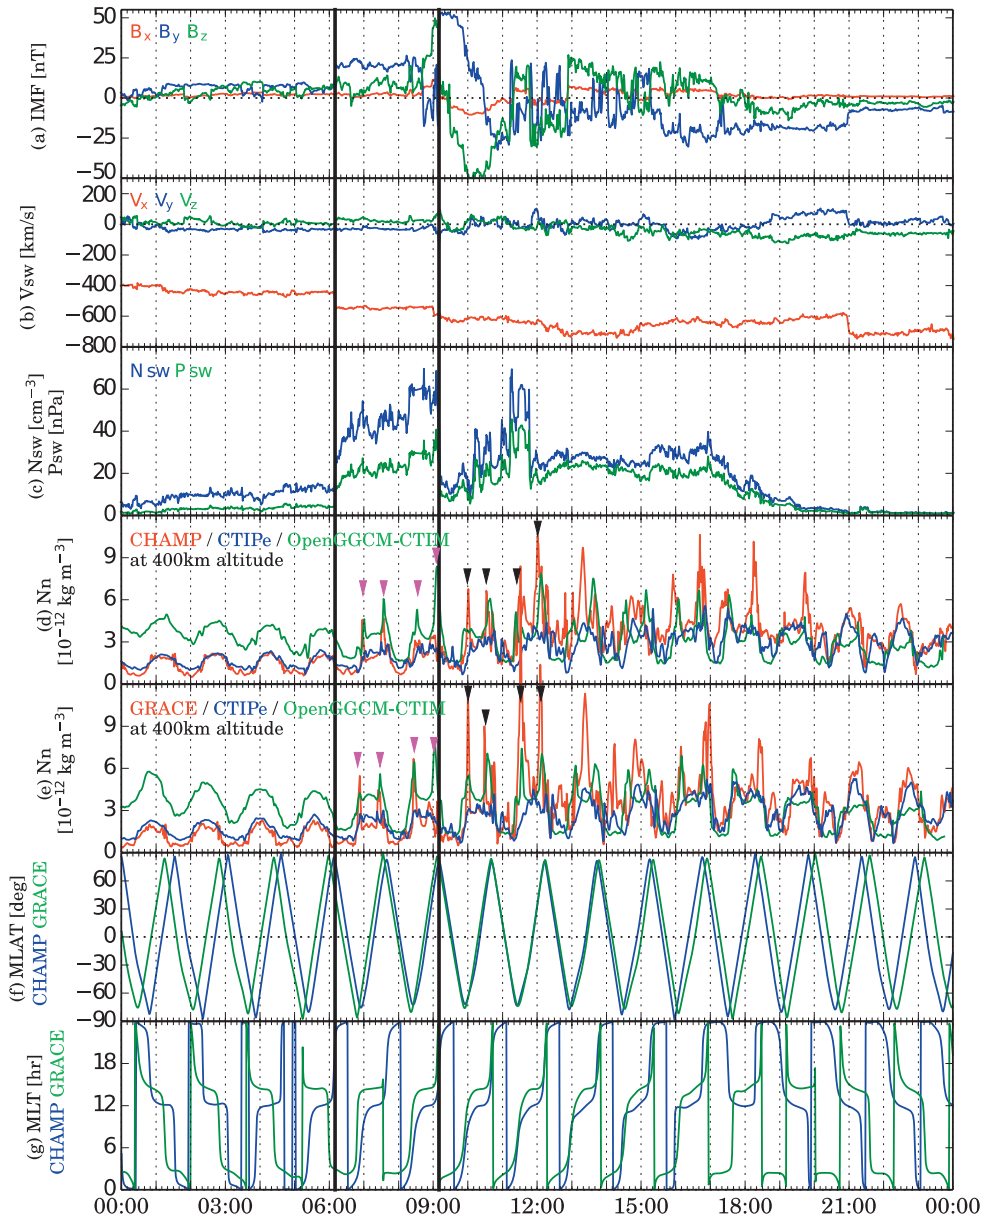 (a) IMF [nT]
50
25
0
−25
−50
Bx By Bz
(b) Vsw [km/s]
200
0
−200
−400
−600
−800
Vx Vy Vz
(c) Nsw [cm−3]
Psw [nPa]
60
40
20
0
Nsw Psw
(d) Nn
[10−12 kg m−3]
9
6
3
0
CHAMP / CTIPe / OpenGGCM-CTIM
at 400km altitude
(e) Nn
[10−12 kg m−3]
9
6
3
0
GRACE / CTIPe / OpenGGCM-CTIM
at 400km altitude
(f) MLAT [deg]
CHAMP GRACE
60
30
0
−30
−60
−90
(g) MLT [hr]
CHAMP GRACE
18
12
6
0
00:00 03:00 06:00 09:00 12:00 15:00 18:00 21:00 00:00